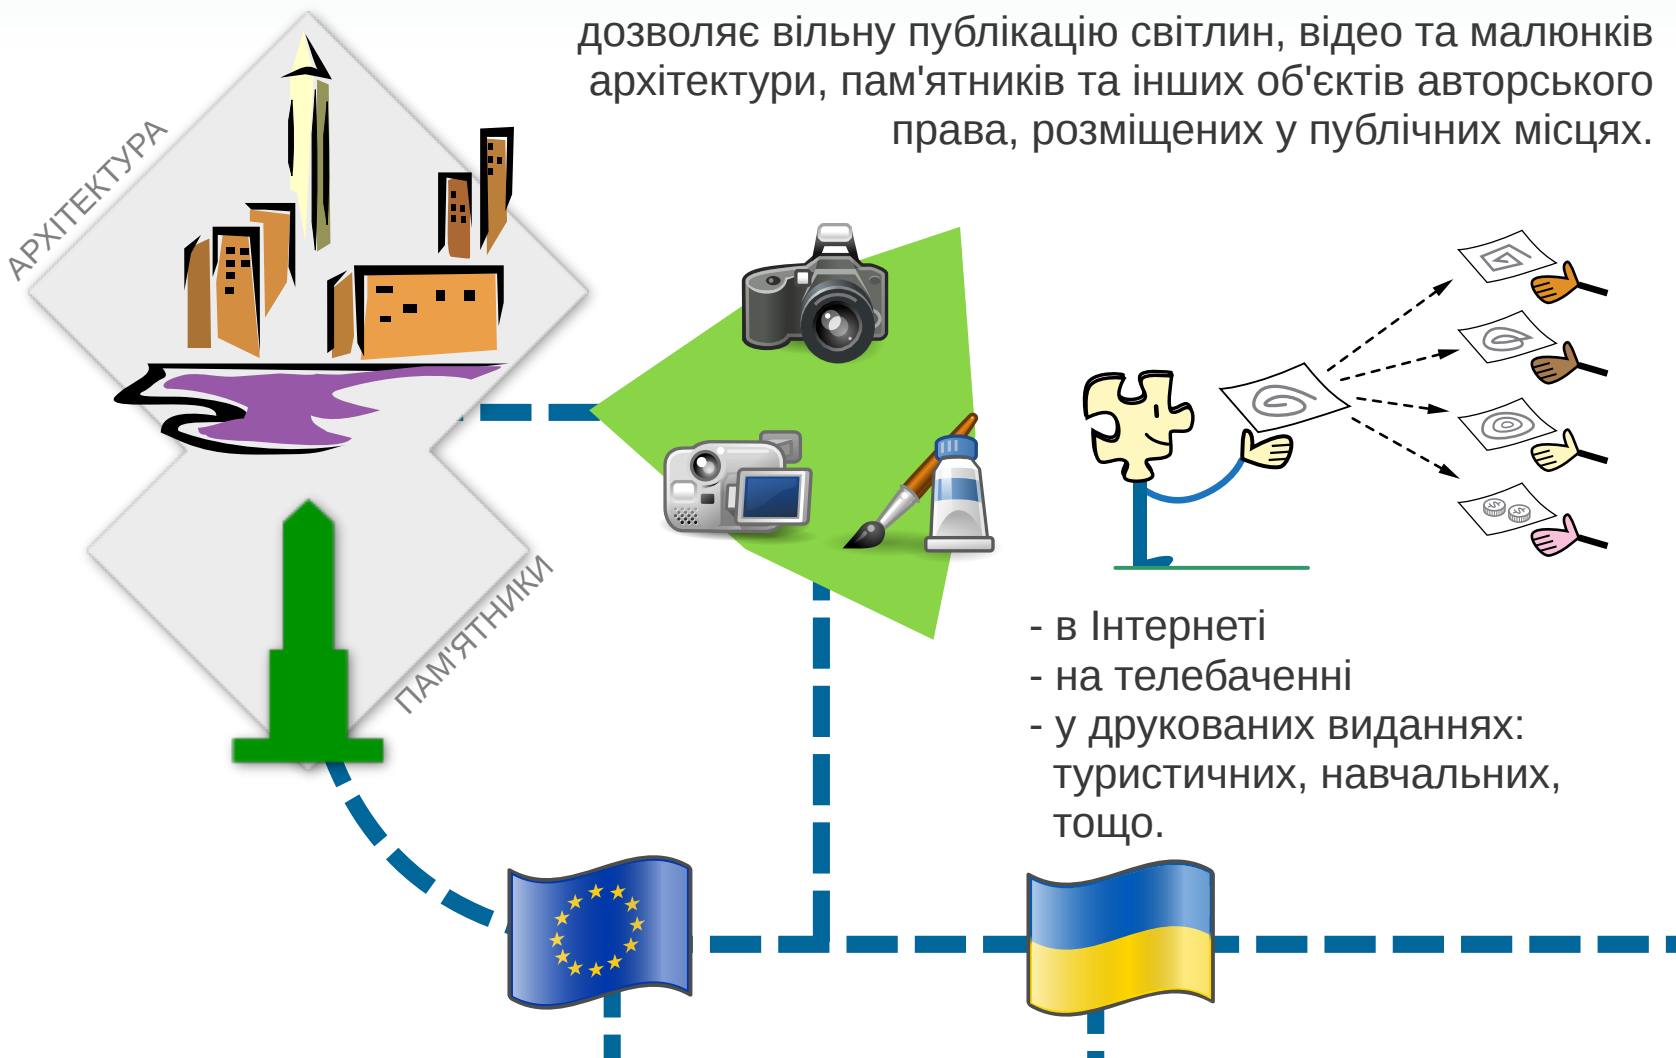 дозволяє вільну публікацію світлин, відео та малюнків
архітектури, пам'ятників та інших об'єктів авторського
права, розміщених у публічних місцях.
АРХІТЕКТУРА
ПАМ'ЯТНИКИ
- в Інтернеті
- на телебаченні
- у друкованих виданнях:
туристичних, навчальних,
тощо.